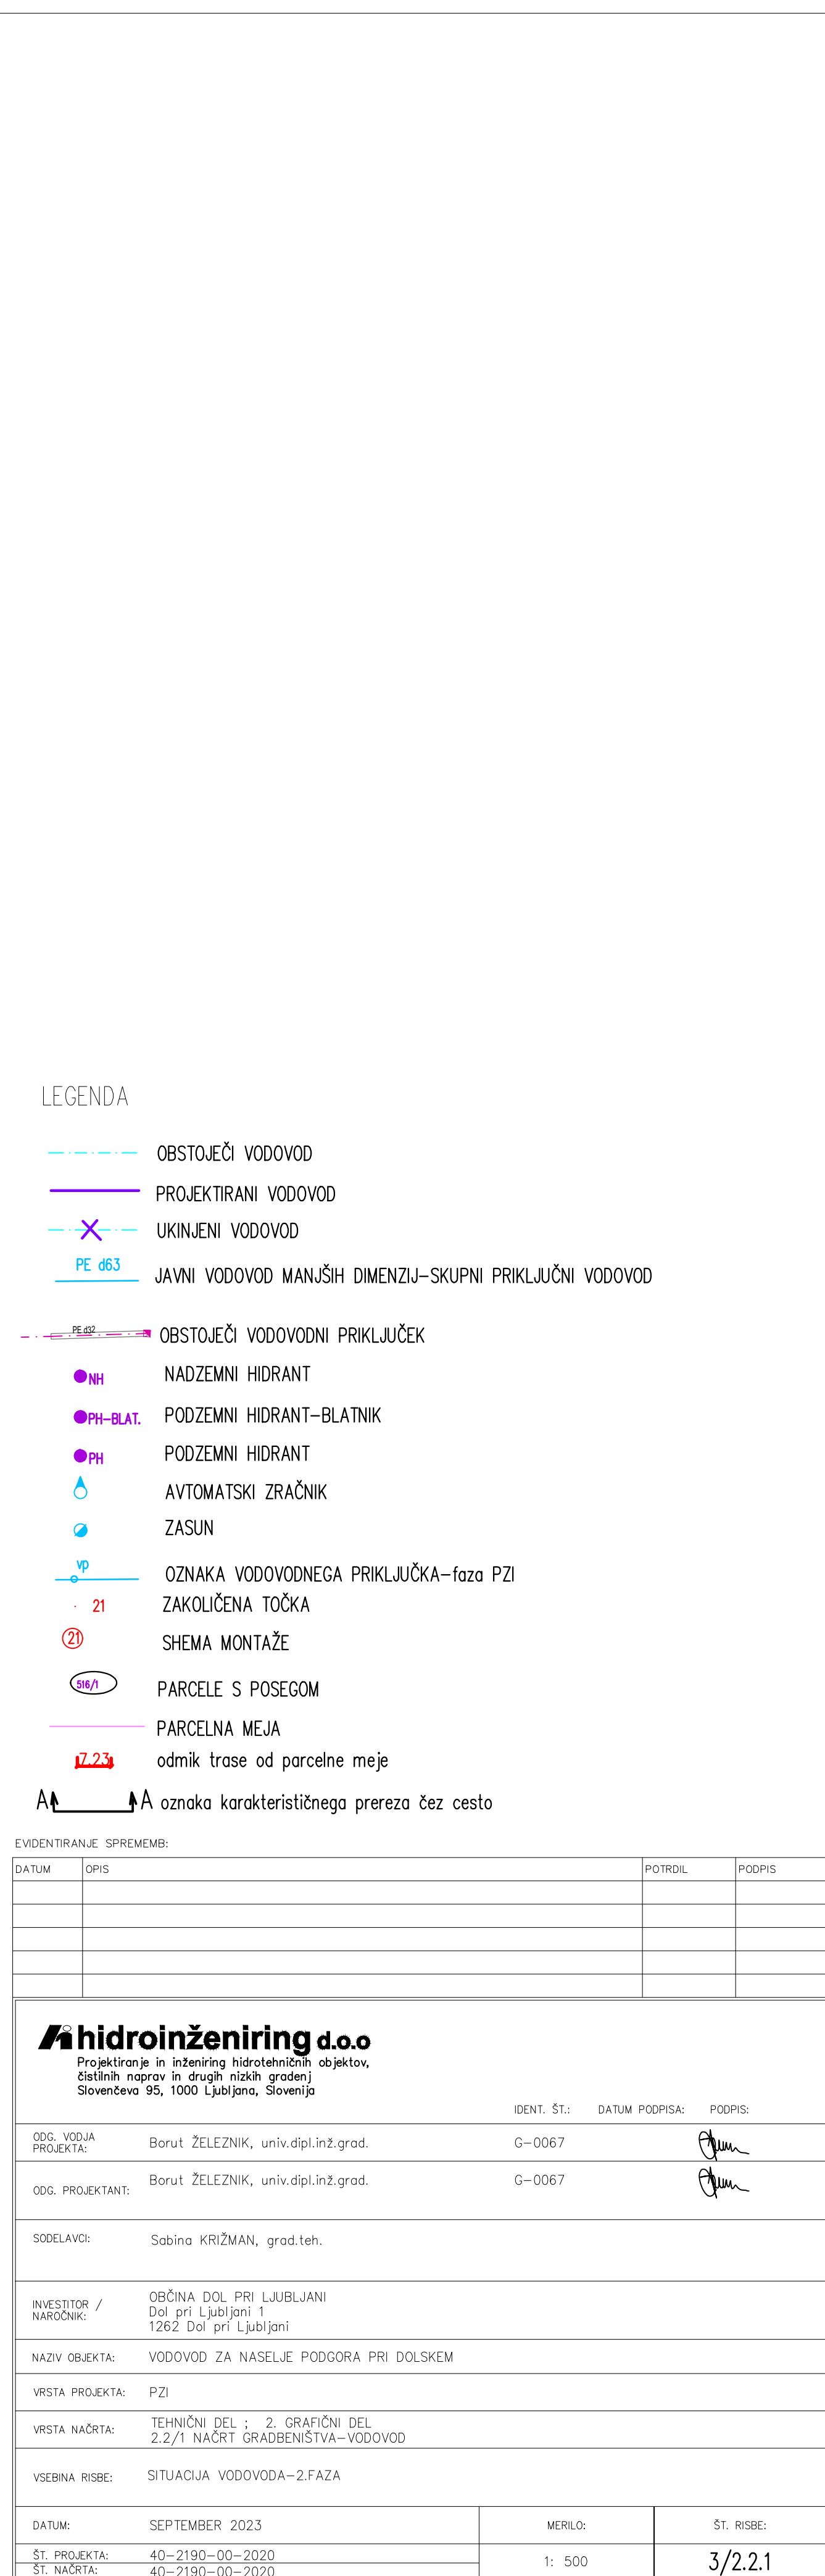 LEGENDA
OBSTOJEČI VODOVOD
PROJEKTIRANI VODOVOD
UKINJENI VODOVOD
PE d63
JAVNI VODOVOD MANJŠIH DIMENZIJ-SKUPNI PRIKLJUČNI VODOVOD
PE d32
OBSTOJEČI VODOVODNI PRIKLJUČEK
NH NADZEMNI HIDRANT
PH-BLAT. PODZEMNI HIDRANT-BLATNIK
PH PODZEMNI HIDRANT
AVTOMATSKI ZRAČNIK
ZASUN
vp
OZNAKA VODOVODNEGA PRIKLJUČKA-faza PZI
21 ZAKOLIČENA TOČKA
21 SHEMA MONTAŽE
516/1 PARCELE S POSEGOM
PARCELNA MEJA
7.23 odmik trase od parcelne meje
A A oznaka karakterističnega prereza čez cesto
EVIDENTIRANJE SPREMEMB:
DATUM OPIS POTRDIL PODPIS
hidroinženiring d.o.o
Projektiranje in inženiring hidrotehničnih objektov,
čistilnih naprav in drugih nizkih gradenj
Slovenčeva 95, 1000 Ljubljana, Slovenija
IDENT. ŠT.: DATUM PODPISA: PODPIS:
ODG. VODJA
PROJEKTA: Borut ŽELEZNIK, univ.dipl.inž.grad. G-0067
ODG. PROJEKTANT: Borut ŽELEZNIK, univ.dipl.inž.grad. G-0067
SODELAVCI: Sabina KRIŽMAN, grad.teh.
INVESTITOR /
NAROČNIK:
OBČINA DOL PRI LJUBLJANI
Dol pri Ljubljani 1
1262 Dol pri Ljubljani
NAZIV OBJEKTA: VODOVOD ZA NASELJE PODGORA PRI DOLSKEM
VRSTA PROJEKTA: PZI
VRSTA NAČRTA: TEHNIČNI DEL ; 2. GRAFIČNI DEL
2.2/1 NAČRT GRADBENIŠTVA-VODOVOD
VSEBINA RISBE: SITUACIJA VODOVODA-2.FAZA
DATUM: SEPTEMBER 2023 MERILO: ŠT. RISBE:
ŠT. PROJEKTA: 40-2190-00-2020 1: 500 3/2.2.1
ŠT. NAČRTA: 40-2190-00-2020